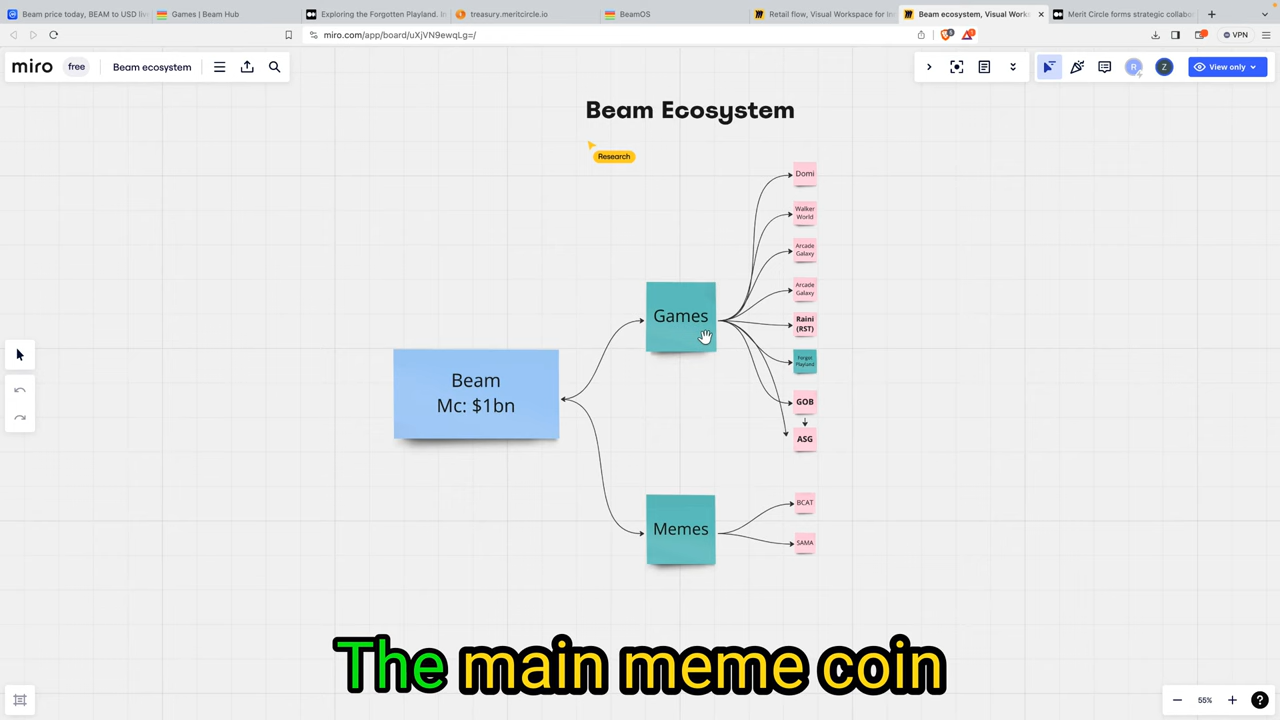 BEAM price today, BEAM to USD liv
Games | Beam Hub
Exploring the Forgotten Playland. In
treasury.meritcircle.io
BeamOS
Retail flow, Visual Workspace for In
Beam ecosystem, Visual Works
Merit Circle forms strategic collabo
miro.com/app/board/uXjVN9ewqLg=/
VPN
miro
free
Beam ecosystem
R
Z
View only
Beam Ecosystem
Research
Domi
Walker
World
Arcade
Galaxy
Arcade
Galaxy
Games
Raini
(RST)
Playland
Beam
Mc: $1bn
GOB
ASG
Memes
BCAT
SAMA
The main meme coin
55%